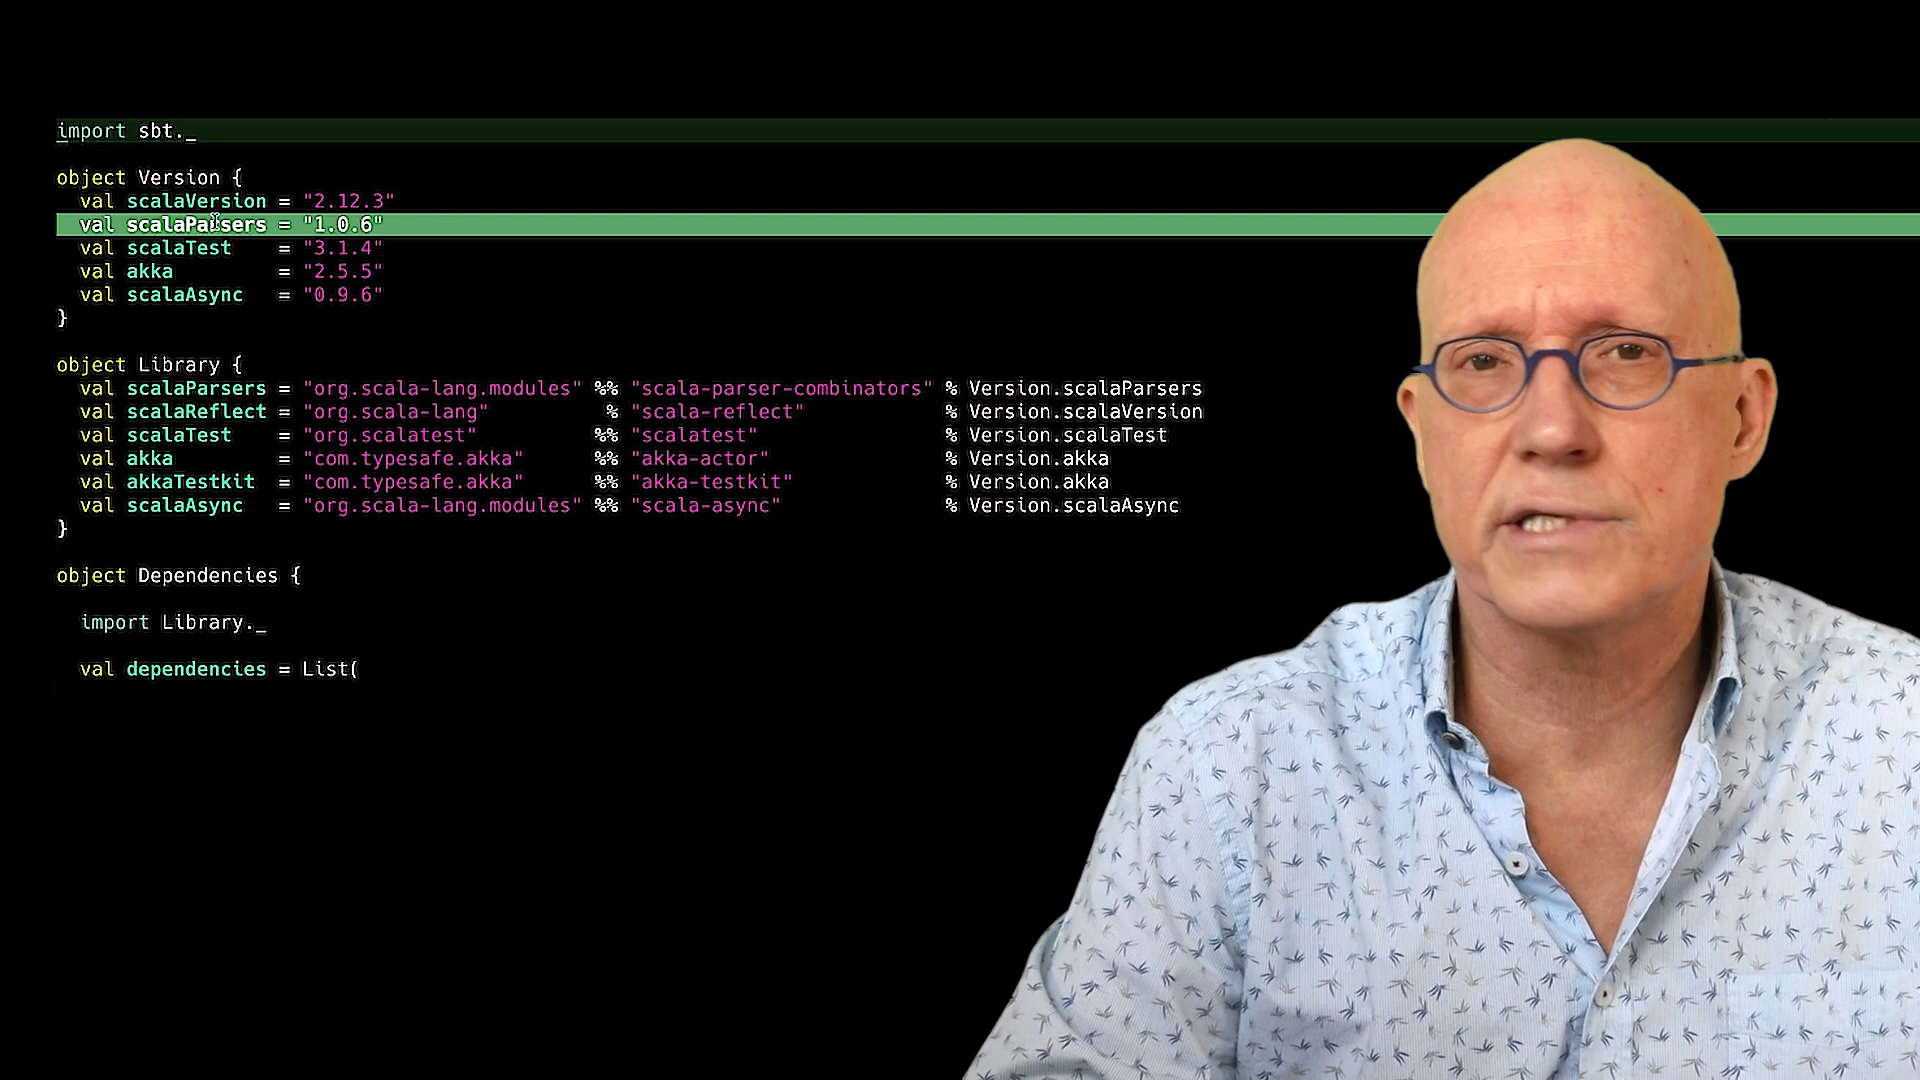 import sbt._
object Version {
val scalaVersion = "2.12.3"
val scalaParsers = "1.0.6"
val scalaTest = "3.1.4"
val akka = "2.5.5"
val scalaAsync = "0.9.6"
}
object Library {
val scalaParsers = "org.scala-lang.modules" %% "scala-parser-combinators" % Version.scalaParsers
val scalaReflect = "org.scala-lang" % "scala-reflect" % Version.scalaVersion
val scalaTest = "org.scalatest" %% "scalatest" % Version.scalaTest
val akka = "com.typesafe.akka" %% "akka-actor" % Version.akka
val akkaTestkit = "com.typesafe.akka" %% "akka-testkit" % Version.akka
val scalaAsync = "org.scala-lang.modules" %% "scala-async" % Version.scalaAsync
}
object Dependencies {
import Library._
val dependencies = List(